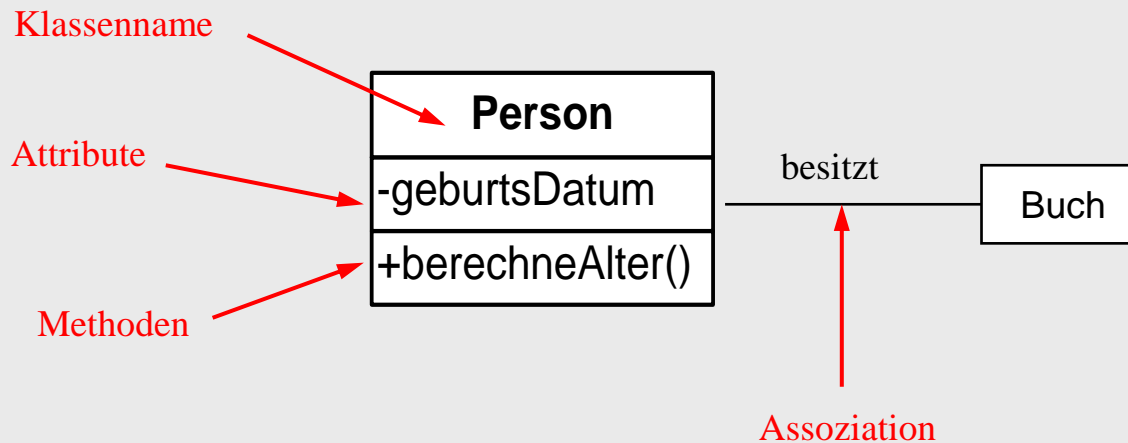 Klassenname
Person
Attribute
-geburtsDatum
besitzt
Buch
+berechneAlter()
Methoden
Assoziation